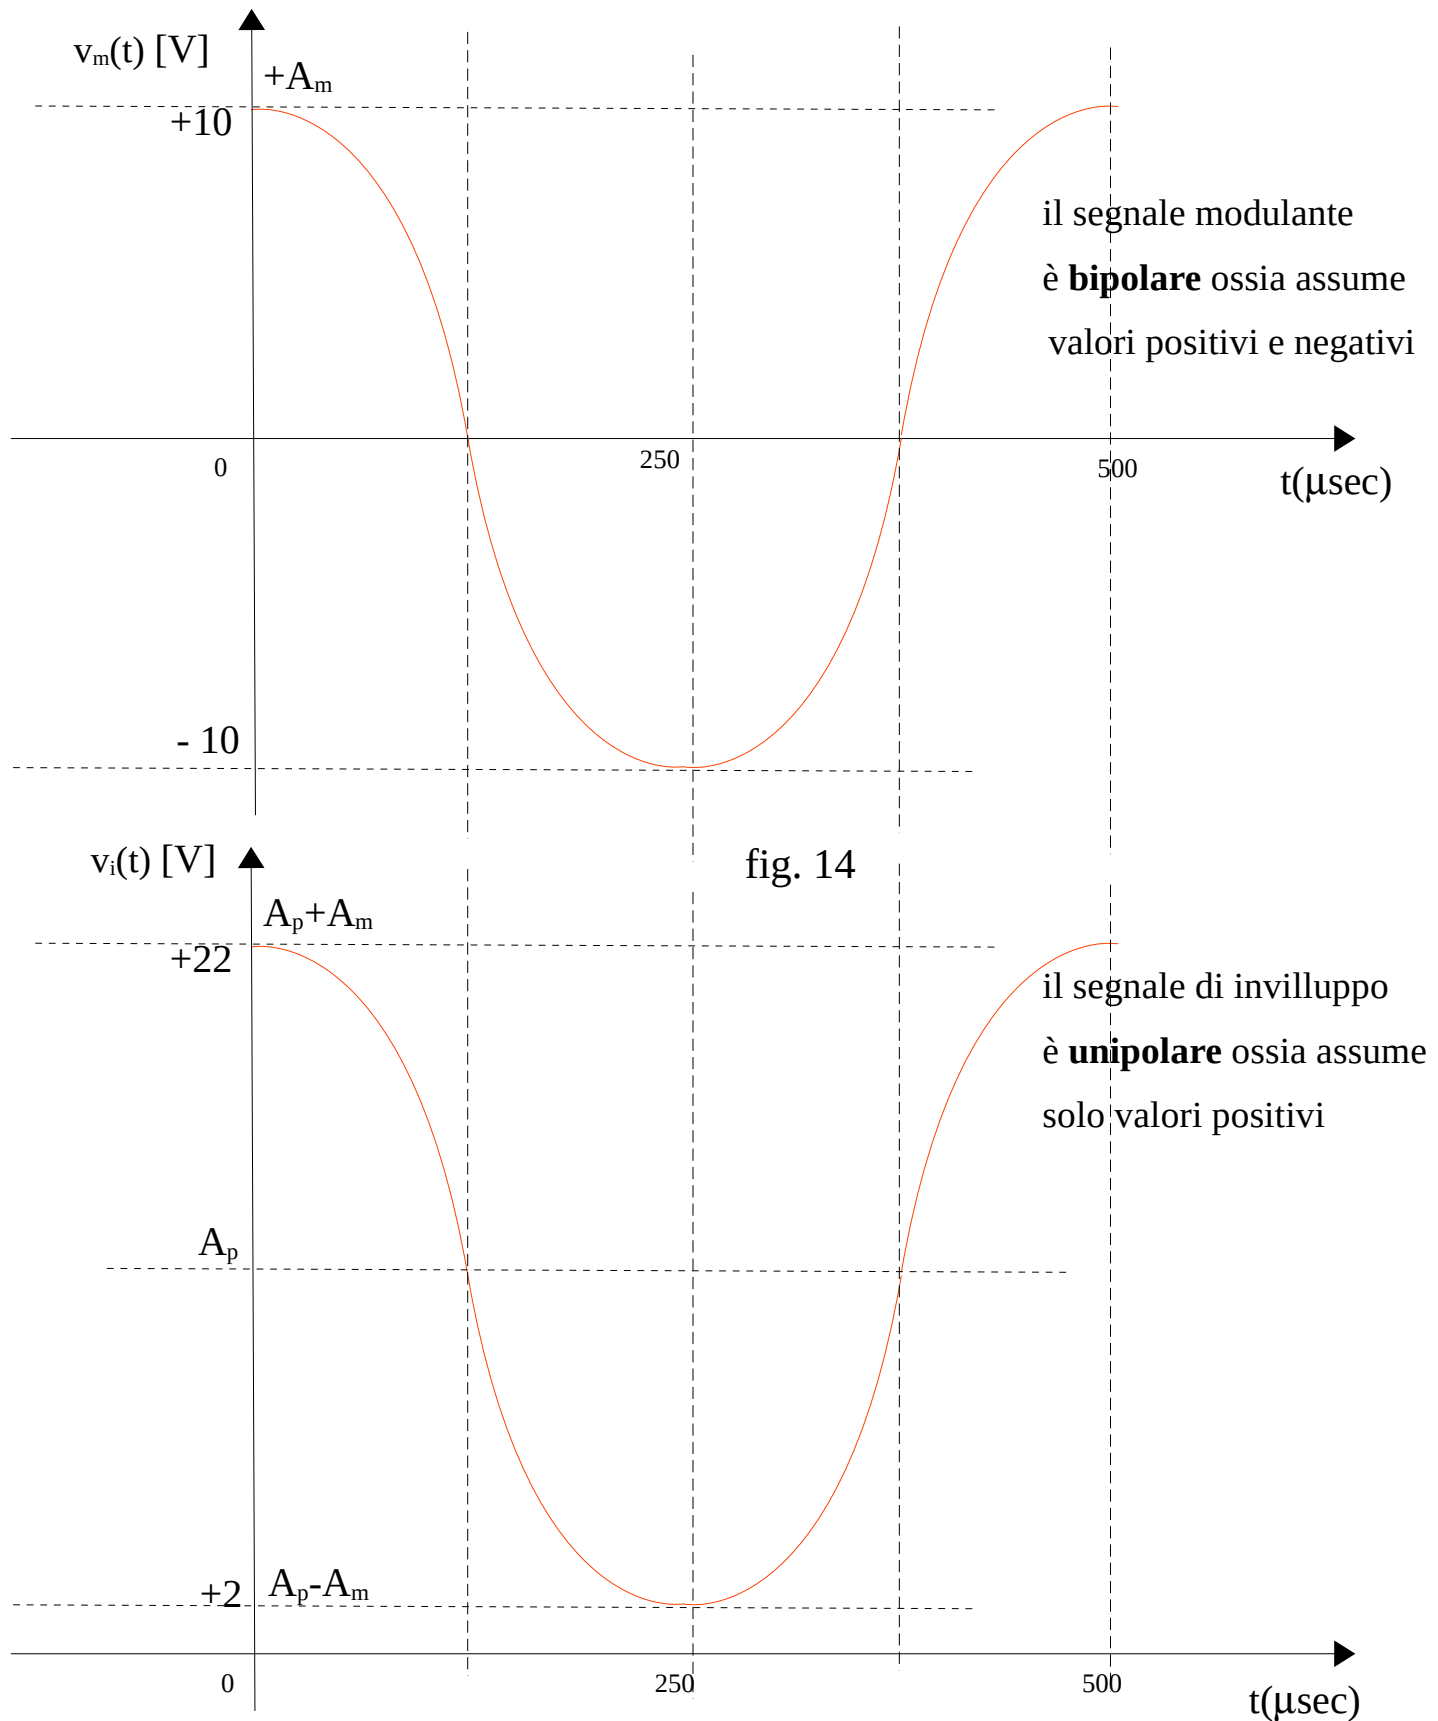 vm(t) [V]
+Am
+10
il segnale modulante
è bipolare ossia assume
valori positivi e negativi
0
250
500
t(μsec)
- 10
vi(t) [V]
fig. 14
Ap+Am
+22
il segnale di invilluppo
è unipolare ossia assume
solo valori positivi
Ap
+2
Ap-Am
0
250
500
t(μsec)